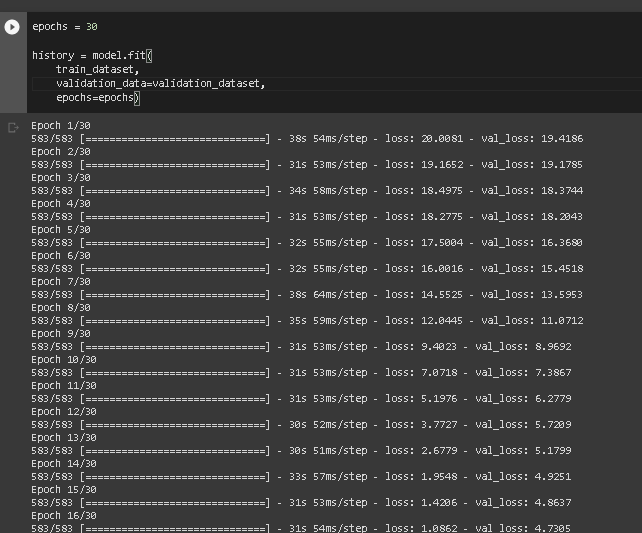 epochs = 30
history = model.fit(
train_dataset,
validation_data=validation_dataset,
epochs=epochs)
Epoch 1/30
583/583 [==============================] - 38s 54ms/step - loss: 20.0081 - val_loss: 19.4186
Epoch 2/30
583/583 [==============================] - 31s 53ms/step - loss: 19.1652 - val_loss: 19.1785
Epoch 3/30
583/583 [==============================] - 34s 58ms/step - loss: 18.4975 - val_loss: 18.3744
Epoch 4/30
583/583 [==============================] - 31s 53ms/step - loss: 18.2775 - val_loss: 18.2043
Epoch 5/30
583/583 [==============================] - 32s 55ms/step - loss: 17.5004 - val_loss: 16.3680
Epoch 6/30
583/583 [==============================] - 32s 55ms/step - loss: 16.0016 - val_loss: 15.4518
Epoch 7/30
583/583 [==============================] - 38s 64ms/step - loss: 14.5525 - val_loss: 13.5953
Epoch 8/30
583/583 [==============================] - 35s 59ms/step - loss: 12.0445 - val_loss: 11.0712
Epoch 9/30
583/583 [==============================] - 31s 53ms/step - loss: 9.4023 - val_loss: 8.9692
Epoch 10/30
583/583 [==============================] - 31s 53ms/step - loss: 7.0718 - val_loss: 7.3867
Epoch 11/30
583/583 [==============================] - 31s 53ms/step - loss: 5.1976 - val_loss: 6.2779
Epoch 12/30
583/583 [==============================] - 30s 52ms/step - loss: 3.7727 - val_loss: 5.7209
Epoch 13/30
583/583 [==============================] - 30s 51ms/step - loss: 2.6779 - val_loss: 5.1799
Epoch 14/30
583/583 [==============================] - 33s 57ms/step - loss: 1.9548 - val_loss: 4.9251
Epoch 15/30
583/583 [==============================] - 31s 53ms/step - loss: 1.4206 - val_loss: 4.8637
Epoch 16/30
583/583 [==============================] - 31s 54ms/step - loss: 1.0862 - val_loss: 4.7305